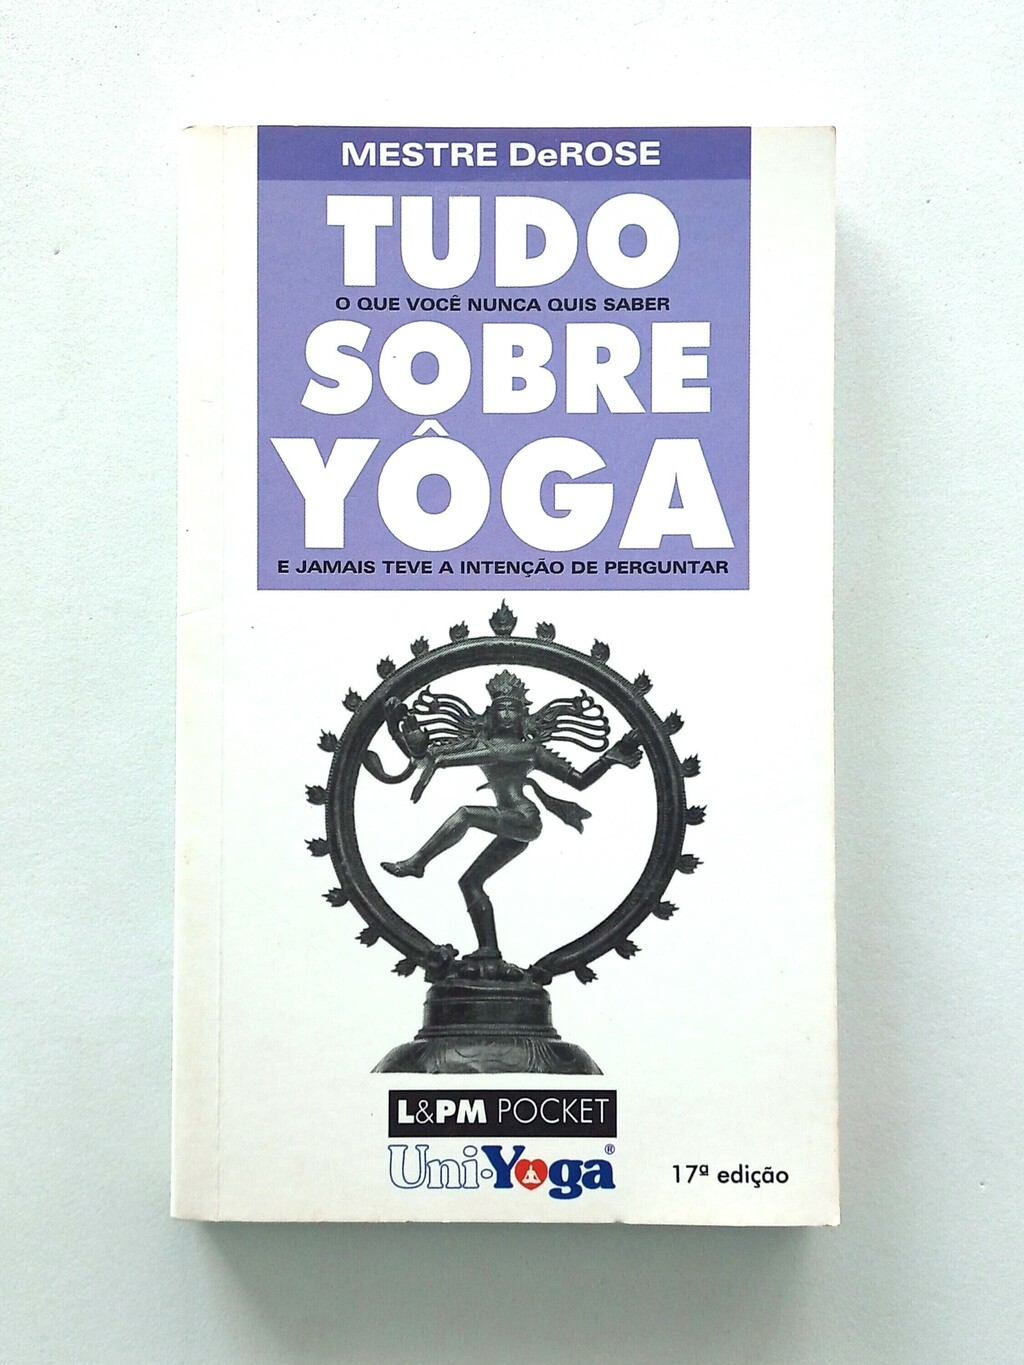 MESTRE DeROSE
TUDO
O QUE VOCÊ NUNCA QUIS SABER
SOBRE
YÔGA
E JAMAIS TEVE A INTENÇÃO DE PERGUNTAR
L&PM POCKET
Uni-Yoga®
17ª edição